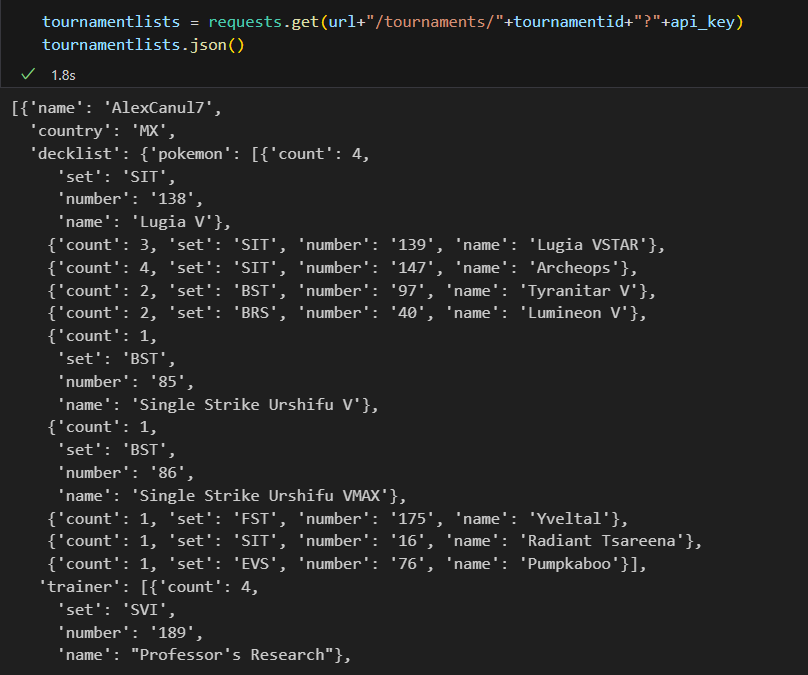 tournamentlists = requests.get(url+"/tournaments/"+tournamentid+"?"+api_key)
tournamentlists.json()
✓ 1.8s
[{'name': 'AlexCanul7',
'country': 'MX',
'decklist': {'pokemon': [{'count': 4,
'set': 'SIT',
'number': '138',
'name': 'Lugia V'},
{'count': 3, 'set': 'SIT', 'number': '139', 'name': 'Lugia VSTAR'},
{'count': 4, 'set': 'SIT', 'number': '147', 'name': 'Archeops'},
{'count': 2, 'set': 'BST', 'number': '97', 'name': 'Tyranitar V'},
{'count': 2, 'set': 'BRS', 'number': '40', 'name': 'Lumineon V'},
{'count': 1,
'set': 'BST',
'number': '85',
'name': 'Single Strike Urshifu V'},
{'count': 1,
'set': 'BST',
'number': '86',
'name': 'Single Strike Urshifu VMAX'},
{'count': 1, 'set': 'FST', 'number': '175', 'name': 'Yveltal'},
{'count': 1, 'set': 'SIT', 'number': '16', 'name': 'Radiant Tsareena'},
{'count': 1, 'set': 'EVS', 'number': '76', 'name': 'Pumpkaboo'}],
'trainer': [{'count': 4,
'set': 'SVI',
'number': '189',
'name': "Professor's Research"},